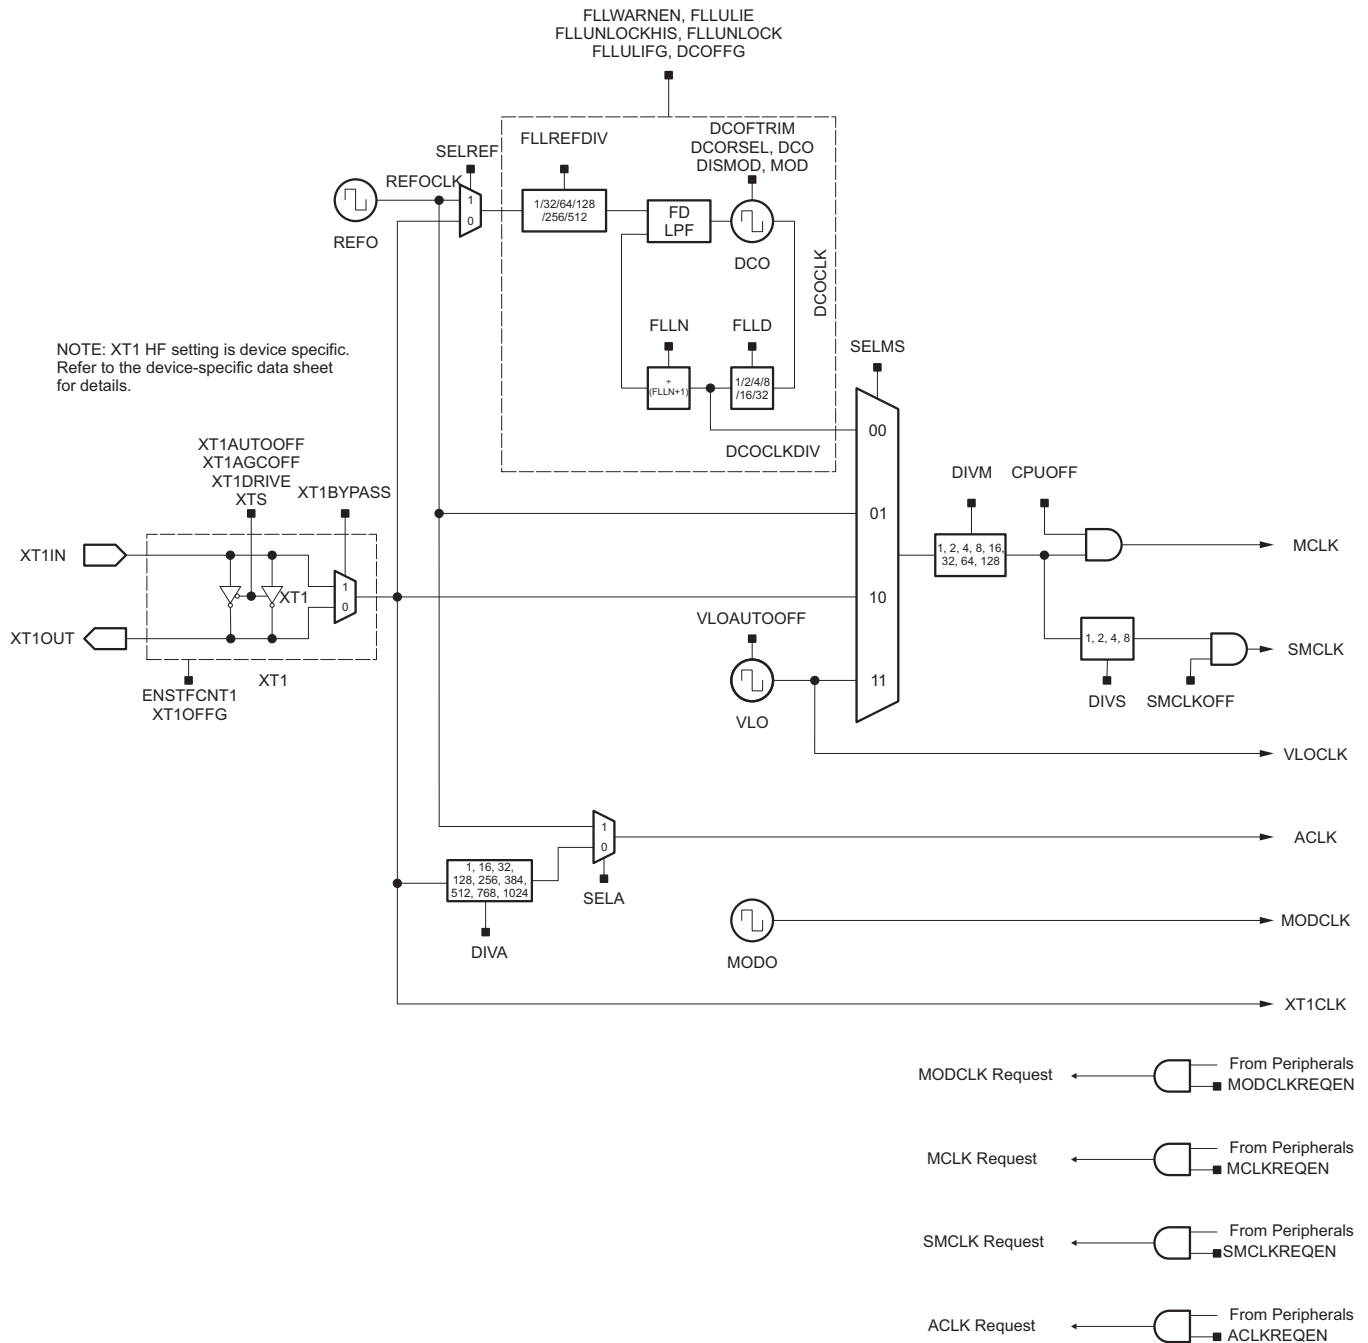 FLLWARNEN, FLLULIE
FLLUNLOCKHIS, FLLUNLOCK
FLLULIFG, DCOFFG
FLLREFDIV
DCOFTRIM
DCORSEL, DCO
DISMOD, MOD
SELREF
REFOCLK
1
0
1/32/64/128
/256/512
FD
LPF
REFO
DCO
DCOCLK
FLLN
FLLD
SELMS
NOTE: XT1 HF setting is device specific.
Refer to the device-specific data sheet
for details.
÷
(FLLN+1)
1/2/4/8
/16/32
00
DCOCLKDIV
XT1AUTOOFF
XT1AGCOFF
XT1DRIVE
XTS
XT1BYPASS
DIVM
CPUOFF
01
XT1IN
1, 2, 4, 8, 16,
32, 64, 128
MCLK
XT1
1
0
10
XT1OUT
VLOAUTOOFF
1, 2, 4, 8
SMCLK
XT1
ENSTFCNT1
XT1OFFG
11
VLO
DIVS
SMCLKOFF
VLOCLK
1
0
ACLK
1, 16, 32,
128, 256, 384,
512, 768, 1024
SELA
DIVA
MODCLK
MODO
XT1CLK
From Peripherals
MODCLK Request
MODCLKREQEN
From Peripherals
MCLK Request
MCLKREQEN
From Peripherals
SMCLK Request
SMCLKREQEN
From Peripherals
ACLK Request
ACLKREQEN